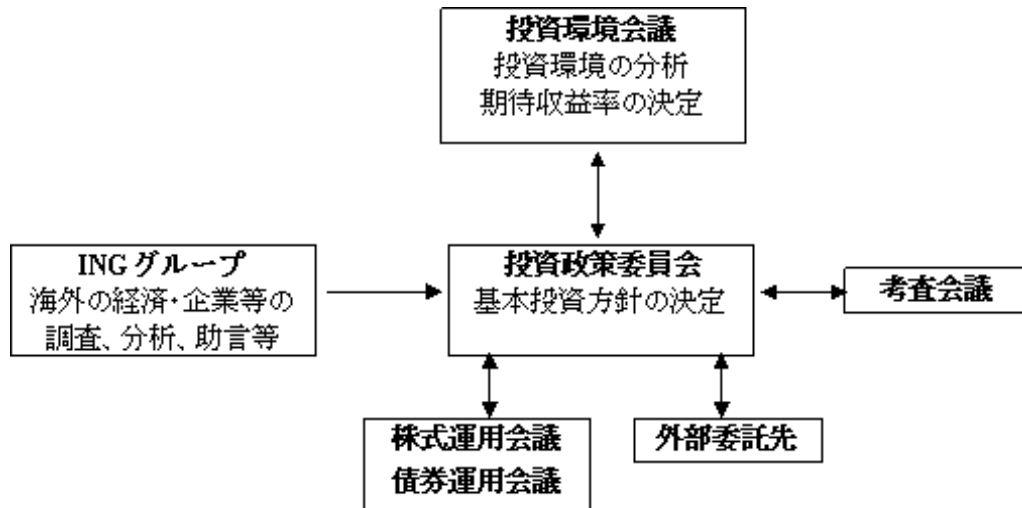 投資環境会議
投資環境の分析
期待収益率の決定
INGグループ
海外の経済・企業等の
調査、分析、助言等
投資政策委員会
基本投資方針の決定
考査会議
株式運用会議
債券運用会議
外部委託先